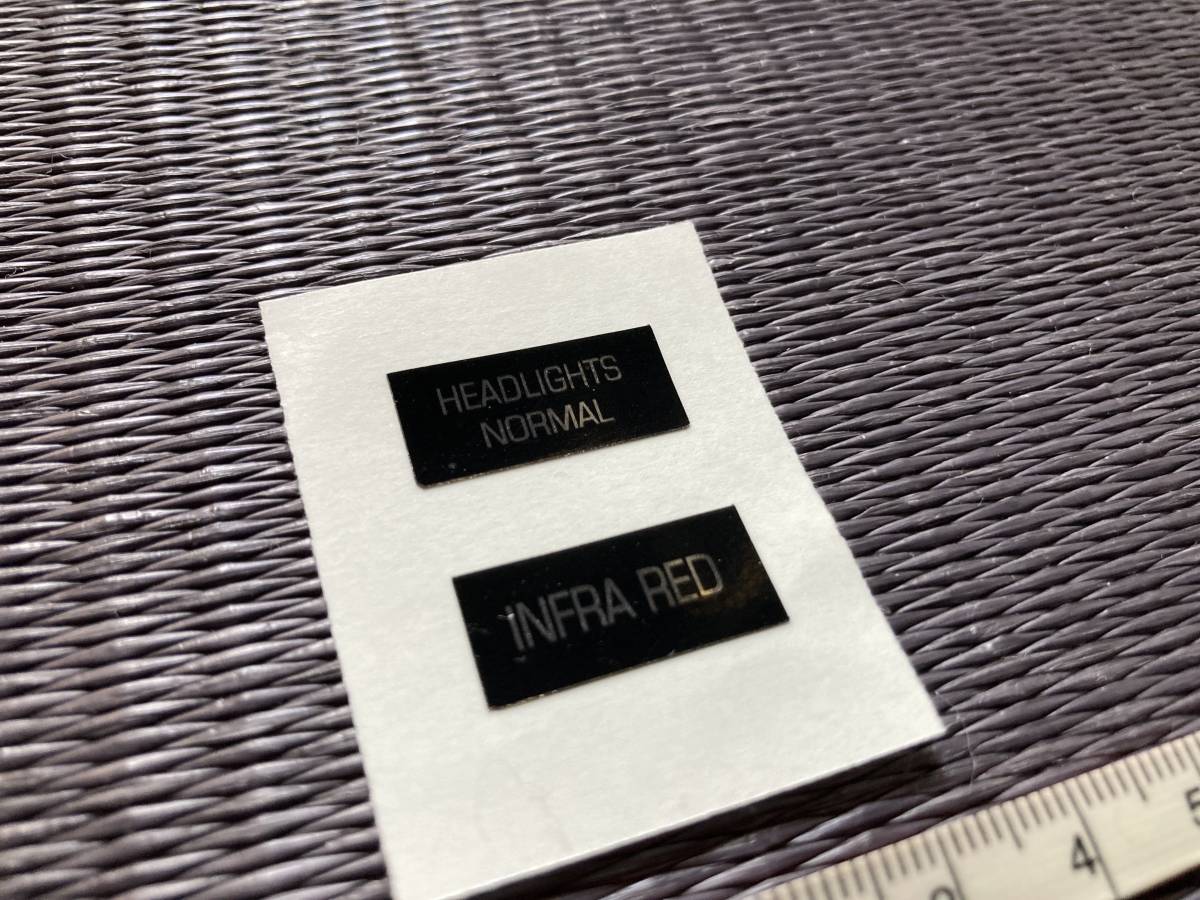 HEADLIGHTS
NORMAL
INFRA RED
4
5